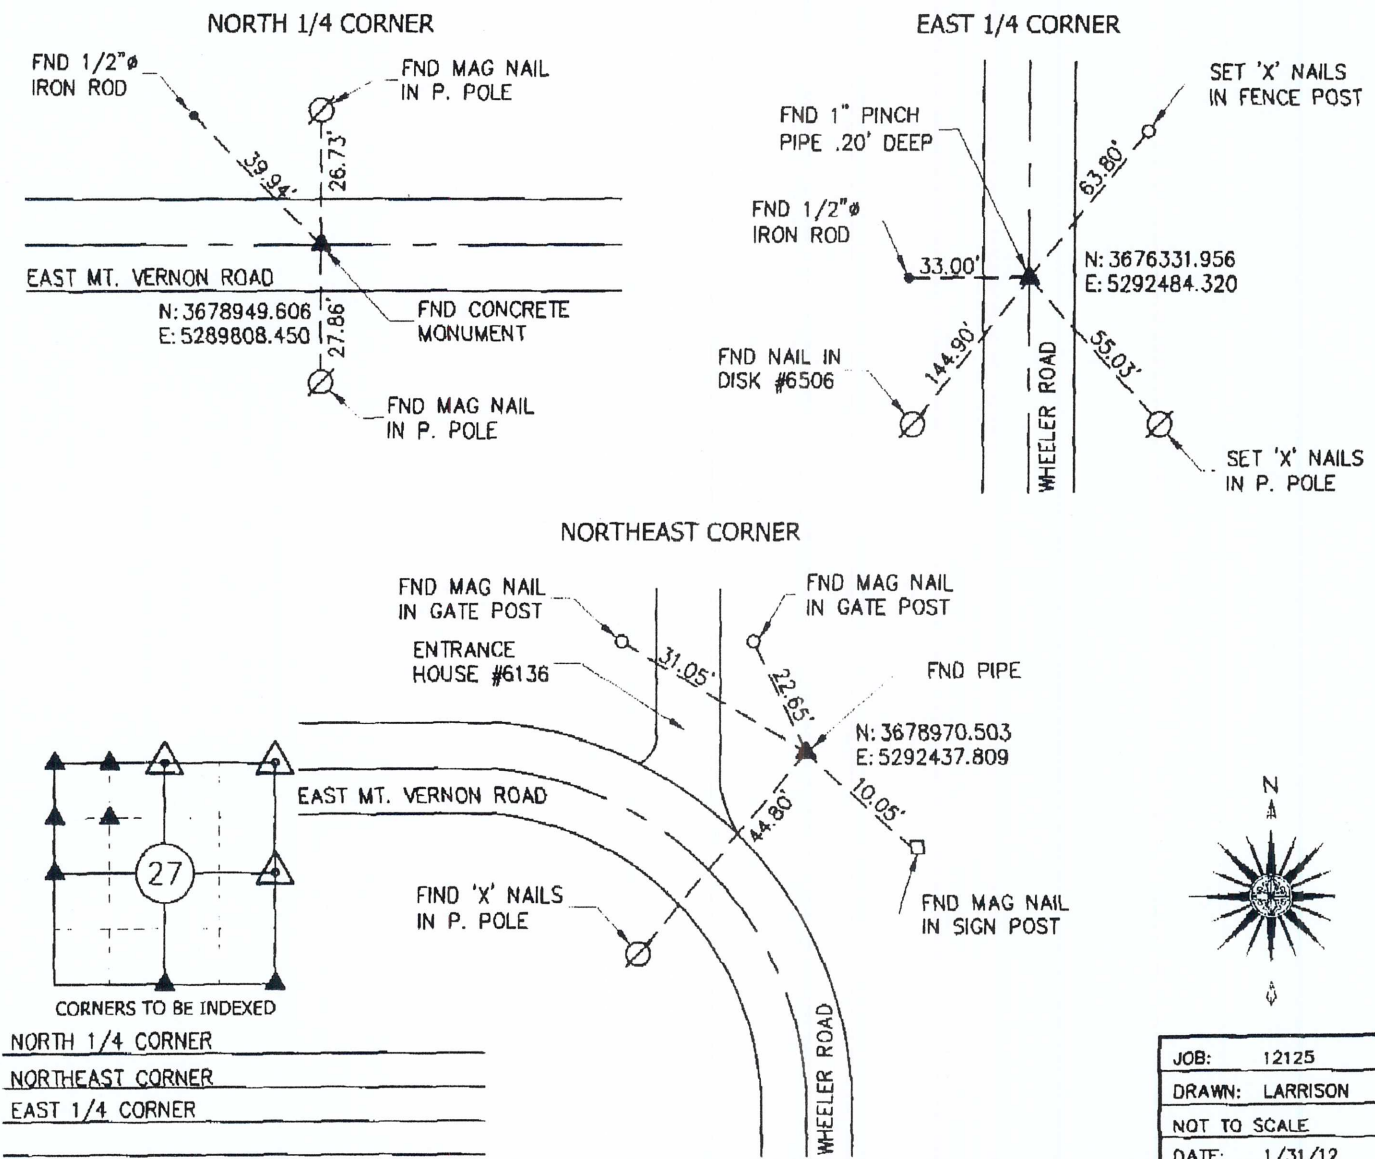 NORTH 1/4 CORNER
FND 1/2"ø
IRON ROD
FND MAG NAIL
IN P. POLE
39.94'
26.73'
EAST MT. VERNON ROAD
N: 3678949.606
E: 5289808.450
27.86'
FND CONCRETE
MONUMENT
FND MAG NAIL
IN P. POLE
EAST 1/4 CORNER
SET 'X' NAILS
IN FENCE POST
FND 1" PINCH
PIPE .20' DEEP
63.80'
FND 1/2"ø
IRON ROD
33.00'
N: 3676331.956
E: 5292484.320
FND NAIL IN
DISK #6506
144.90'
55.03'
WHEELER ROAD
SET 'X' NAILS
IN P. POLE
NORTHEAST CORNER
FND MAG NAIL
IN GATE POST
FND MAG NAIL
IN GATE POST
ENTRANCE
HOUSE #6136
31.05'
22.65'
FND PIPE
N: 3678970.503
E: 5292437.809
EAST MT. VERNON ROAD
44.80'
10.05'
FIND 'X' NAILS
IN P. POLE
FND MAG NAIL
IN SIGN POST
WHEELER ROAD
27
CORNERS TO BE INDEXED
NORTH 1/4 CORNER
NORTHEAST CORNER
EAST 1/4 CORNER
N
JOB: 12125
DRAWN: LARRISON
NOT TO SCALE
DATE: 1/31/12